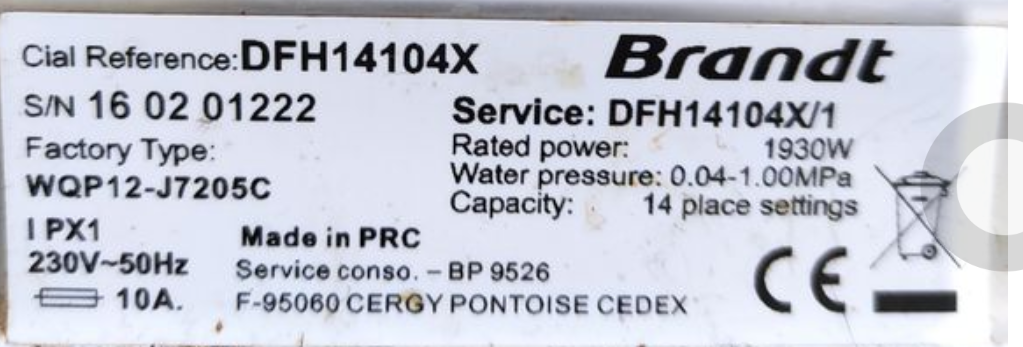 Cial Reference:DFH14104X
Brandt
S/N 16 02 01222
Service: DFH14104X/1
Factory Type:
Rated power: 1930W
WQP12-J7205C
Water pressure: 0.04-1.00MPa
Capacity: 14 place settings
I PX1
230V~50Hz
10A.
Made in PRC
Service conso. – BP 9526
F-95060 CERGY PONTOISE CEDEX
CE